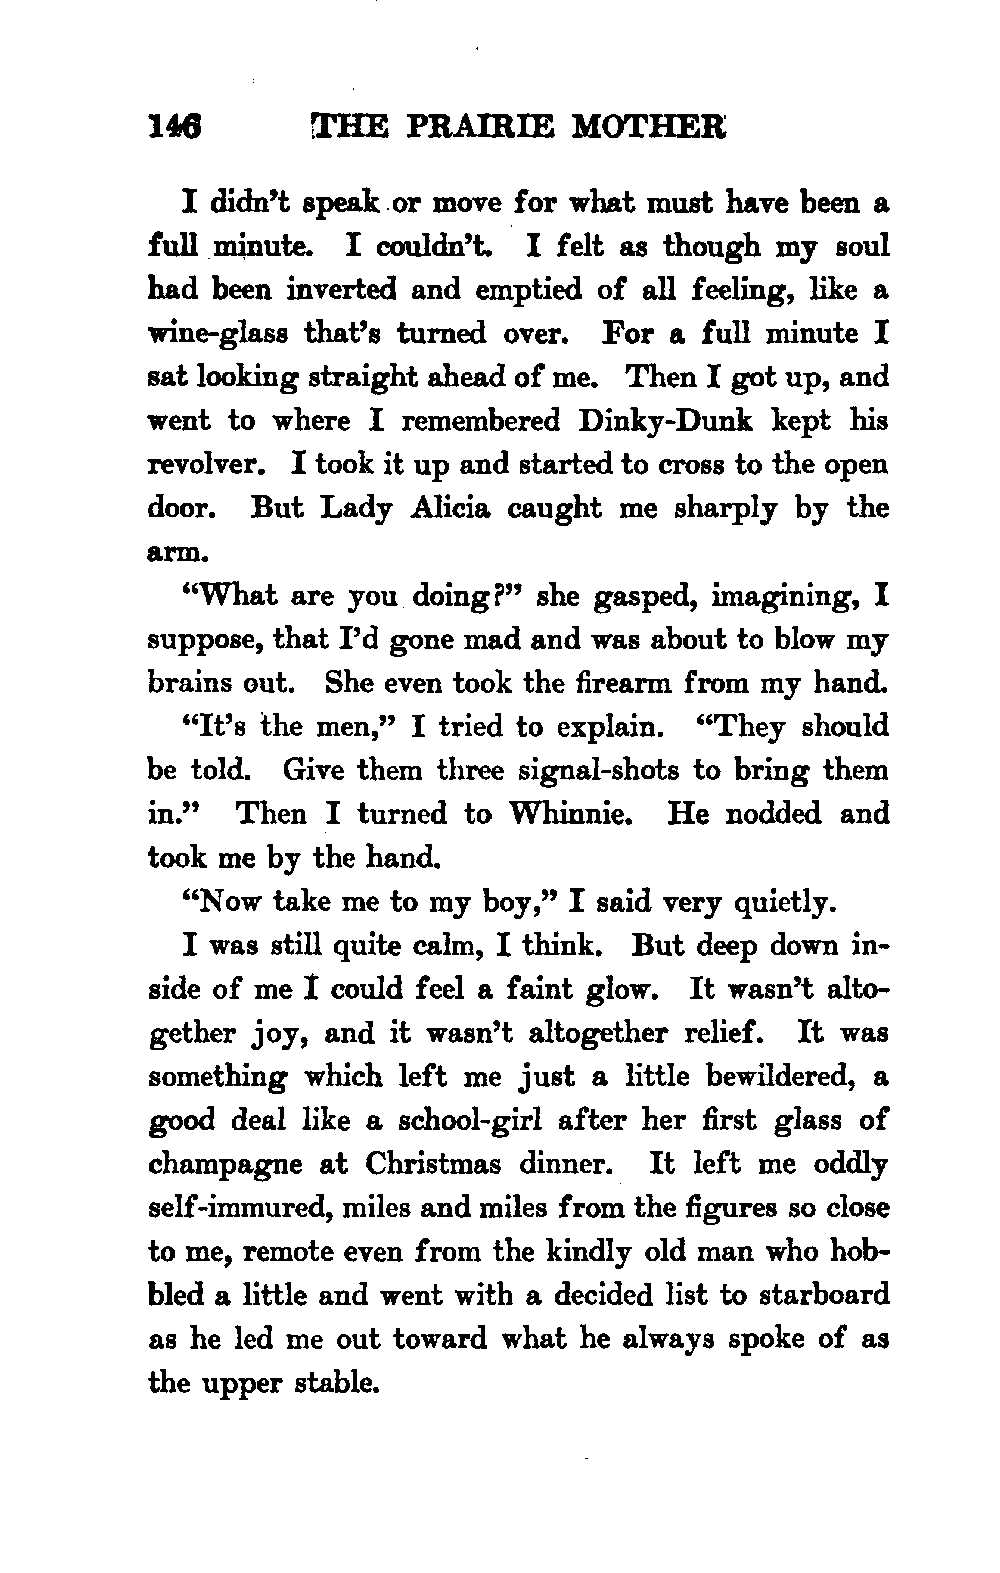 146 THE PRAIRIE MOTHER
I didn't speak or move for what must have been a
full minute. I couldn't. I felt as though my soul
had been inverted and emptied of all feeling, like a
wine-glass that's turned over. For a full minute I
sat looking straight ahead of me. Then I got up, and
went to where I remembered Dinky-Dunk kept his
revolver. I took it up and started to cross to the open
door. But Lady Alicia caught me sharply by the
arm.
"What are you doing?" she gasped, imagining, I
suppose, that I'd gone mad and was about to blow my
brains out. She even took the firearm from my hand.
"It's the men," I tried to explain. "They should
be told. Give them three signal-shots to bring them
in." Then I turned to Whinnie. He nodded and
took me by the hand.
"Now take me to my boy," I said very quietly.
I was still quite calm, I think. But deep down in-
side of me I could feel a faint glow. It wasn't alto-
gether joy, and it wasn't altogether relief. It was
something which left me just a little bewildered, a
good deal like a school-girl after her first glass of
champagne at Christmas dinner. It left me oddly
self-immured, miles and miles from the figures so close
to me, remote even from the kindly old man who hob-
bled a little and went with a decided list to starboard
as he led me out toward what he always spoke of as
the upper stable.